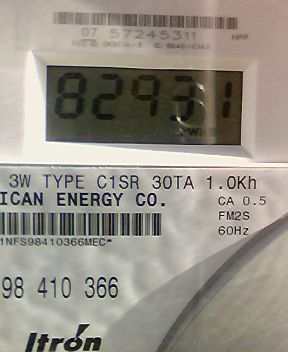 07 57245311
HPP
82931
3W TYPE C1SR 30TA 1.0Kh
ICAN ENERGY CO.
CA 0.5
FM2S
60Hz
1NFS98410366MEC*
98 410 366
Itron